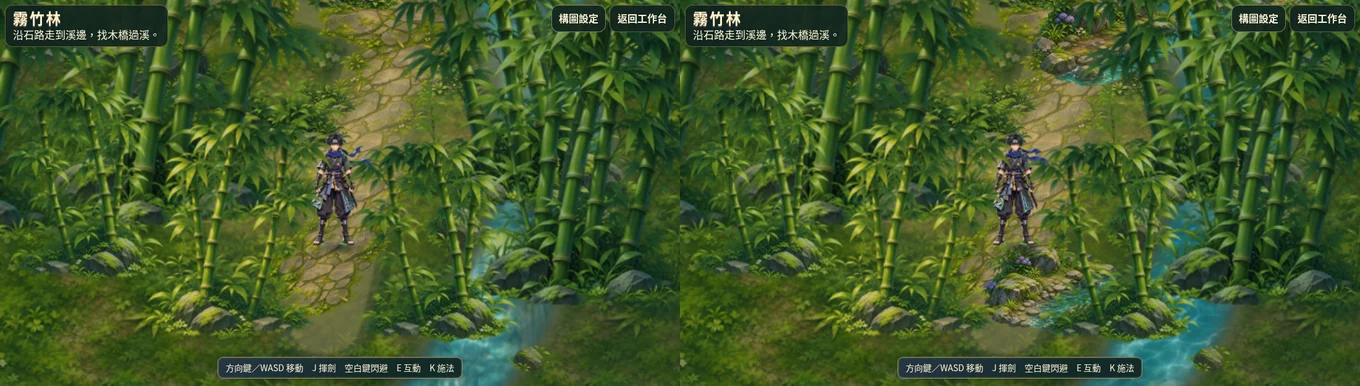 霧竹林
沿石路走到溪邊，找木橋過溪。
構圖設定
返回工作台
方向鍵／WASD 移動　J 揮劍　空白鍵閃避　E 互動　K 施法
霧竹林
沿石路走到溪邊，找木橋過溪。
構圖設定
返回工作台
方向鍵／WASD 移動　J 揮劍　空白鍵閃避　E 互動　K 施法